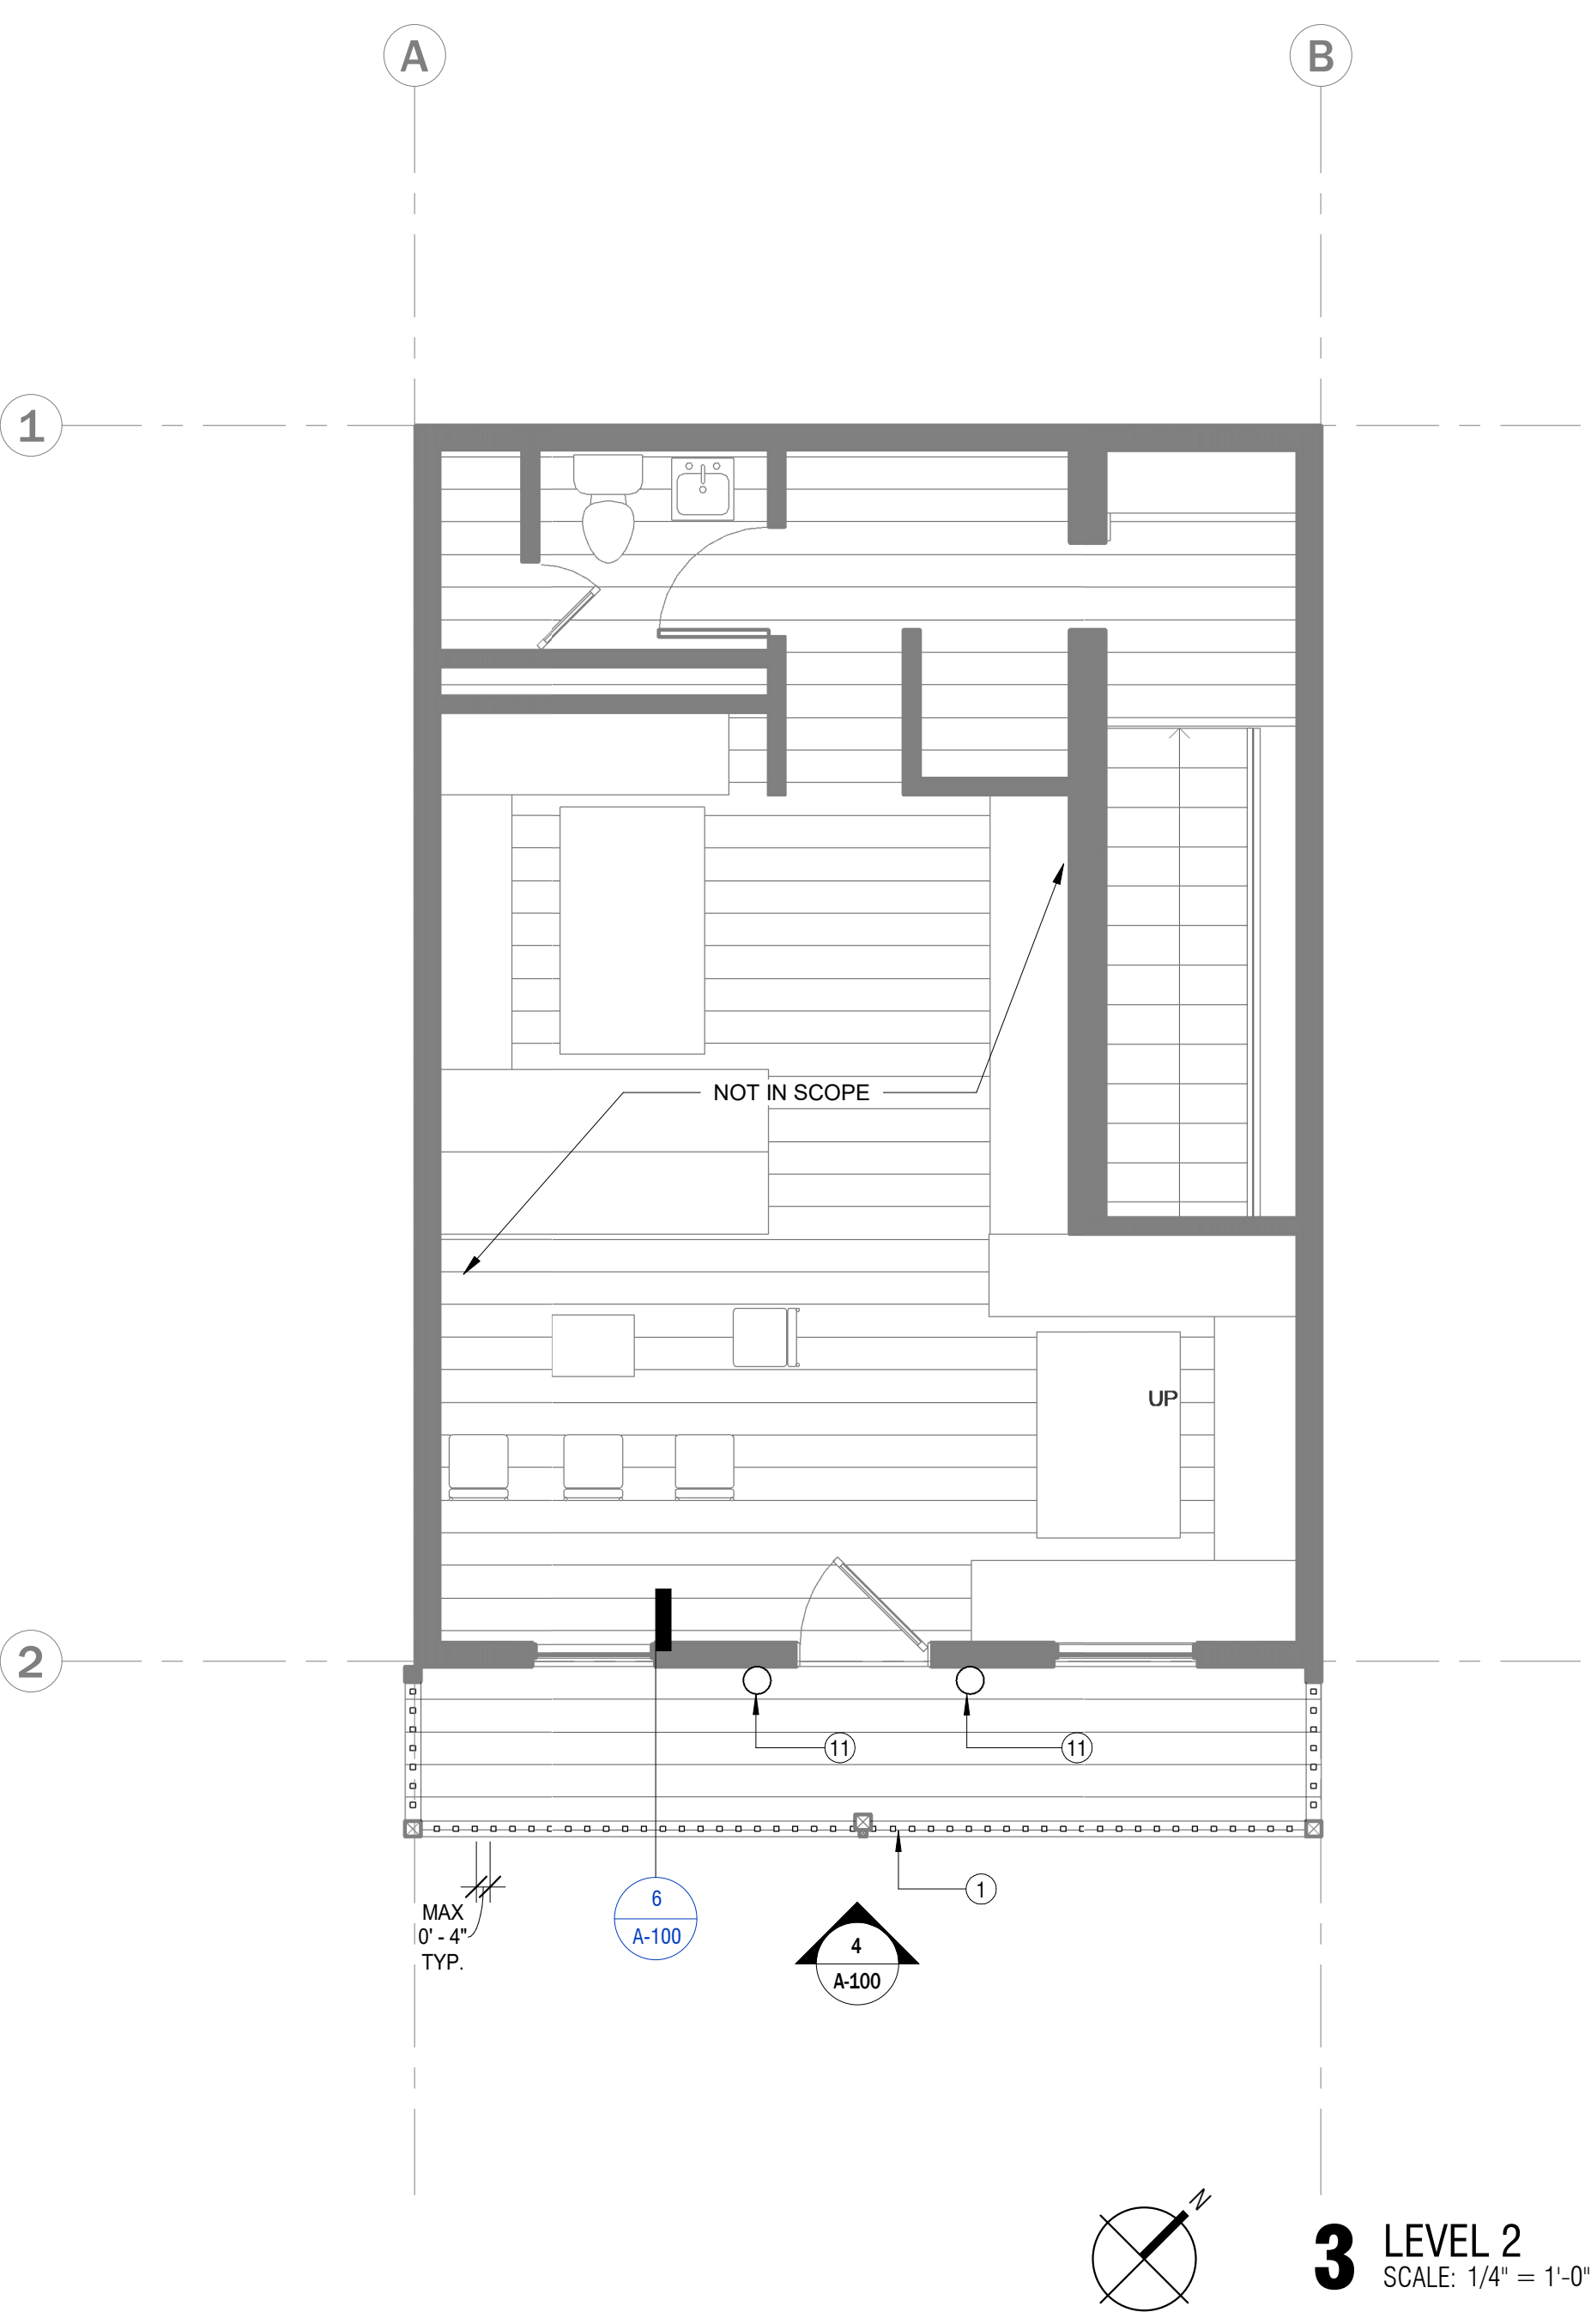 A
B
1
NOT IN SCOPE
UP
2
11
11
1
MAX
0' - 4"
TYP.
6
A-100
4
A-100
N
3
LEVEL 2
SCALE: 1/4" = 1'-0"